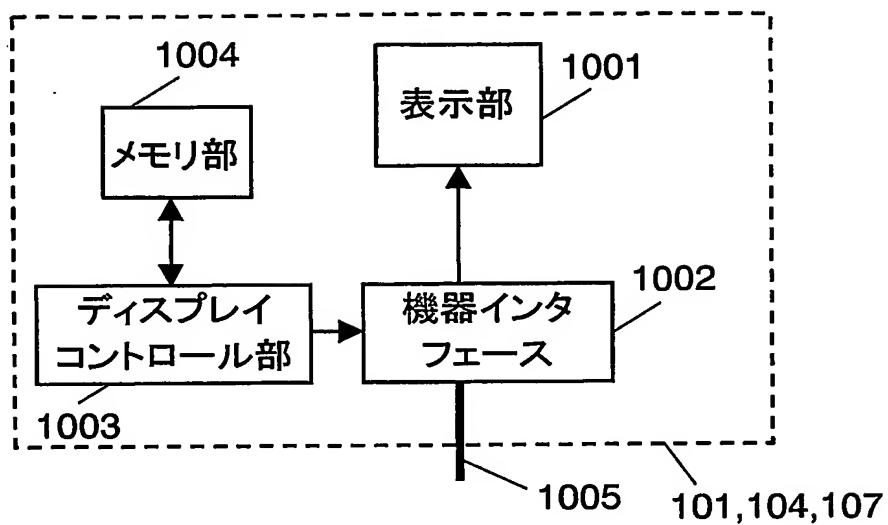 1004
1001
表示部
メモリ部
1002
ディスプレイ
コントロール部
機器インタ
フェース
1003
1005
101,104,107